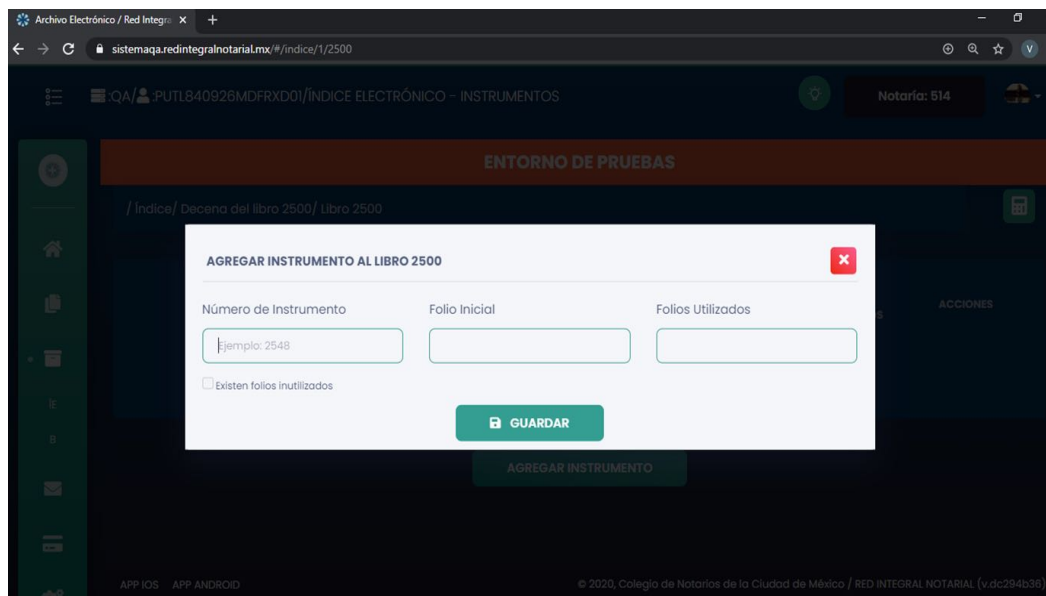 Archivo Electrónico / Red Integra
sistemaqa.redintegralnotarial.mx/#/indice/1/2500
V
:QA/ :PUTL840926MDFRXD01/ÍNDICE ELECTRÓNICO - INSTRUMENTOS
Notaría: 514
ENTORNO DE PRUEBAS
/ Índice/ Decena del libro 2500/ Libro 2500
AGREGAR INSTRUMENTO AL LIBRO 2500
Número de Instrumento
Folio Inicial
Folios Utilizados
ACCIONES
Ejemplo: 2548
Existen folios inutilizados
IE
B
GUARDAR
AGREGAR INSTRUMENTO
APP IOS APP ANDROID
© 2020, Colegio de Notarios de la Ciudad de México / RED INTEGRAL NOTARIAL (v.dc294b36)